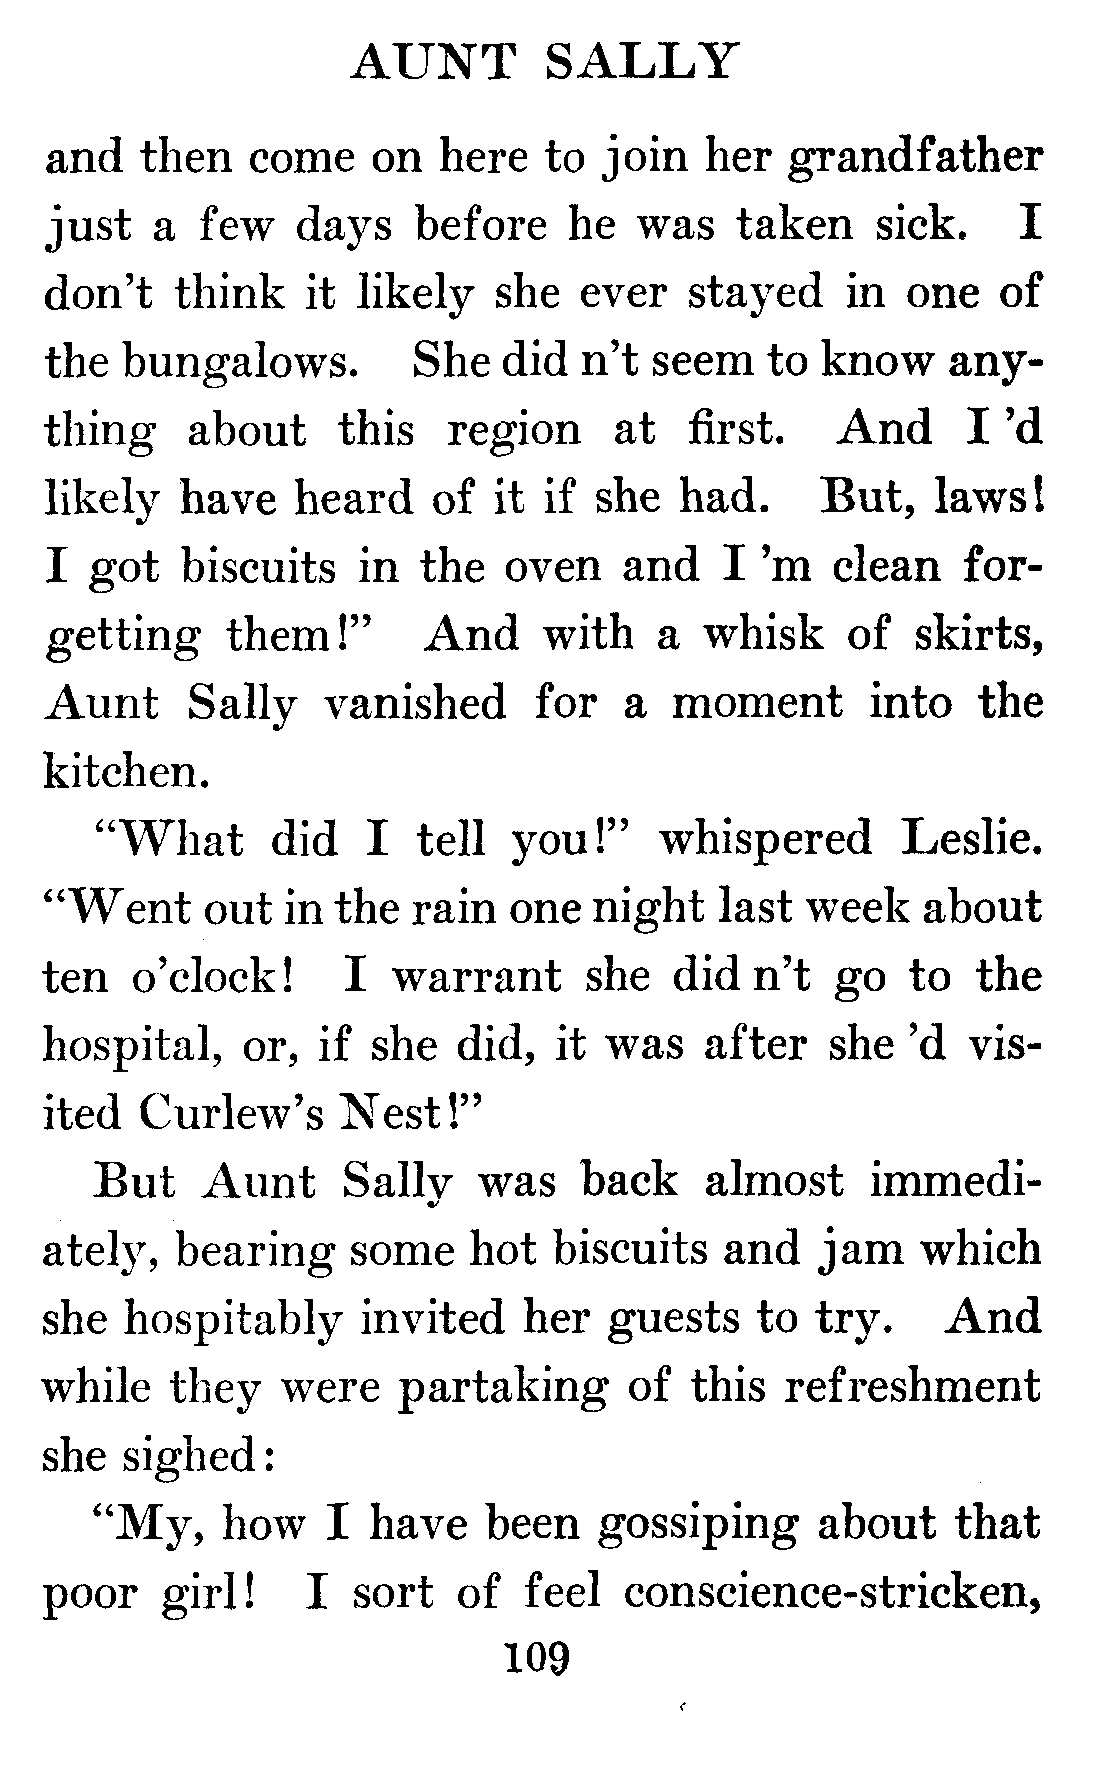 AUNT SALLY
and then come on here to join her grandfather
just a few days before he was taken sick. I
don't think it likely she ever stayed in one of
the bungalows. She did n't seem to know any-
thing about this region at first. And I 'd
likely have heard of it if she had. But, laws!
I got biscuits in the oven and I 'm clean for-
getting them!" And with a whisk of skirts,
Aunt Sally vanished for a moment into the
kitchen.
"What did I tell you!" whispered Leslie.
"Went out in the rain one night last week about
ten o'clock! I warrant she did n't go to the
hospital, or, if she did, it was after she 'd vis-
ited Curlew's Nest!"
But Aunt Sally was back almost immedi-
ately, bearing some hot biscuits and jam which
she hospitably invited her guests to try. And
while they were partaking of this refreshment
she sighed:
"My, how I have been gossiping about that
poor girl! I sort of feel conscience-stricken,
109